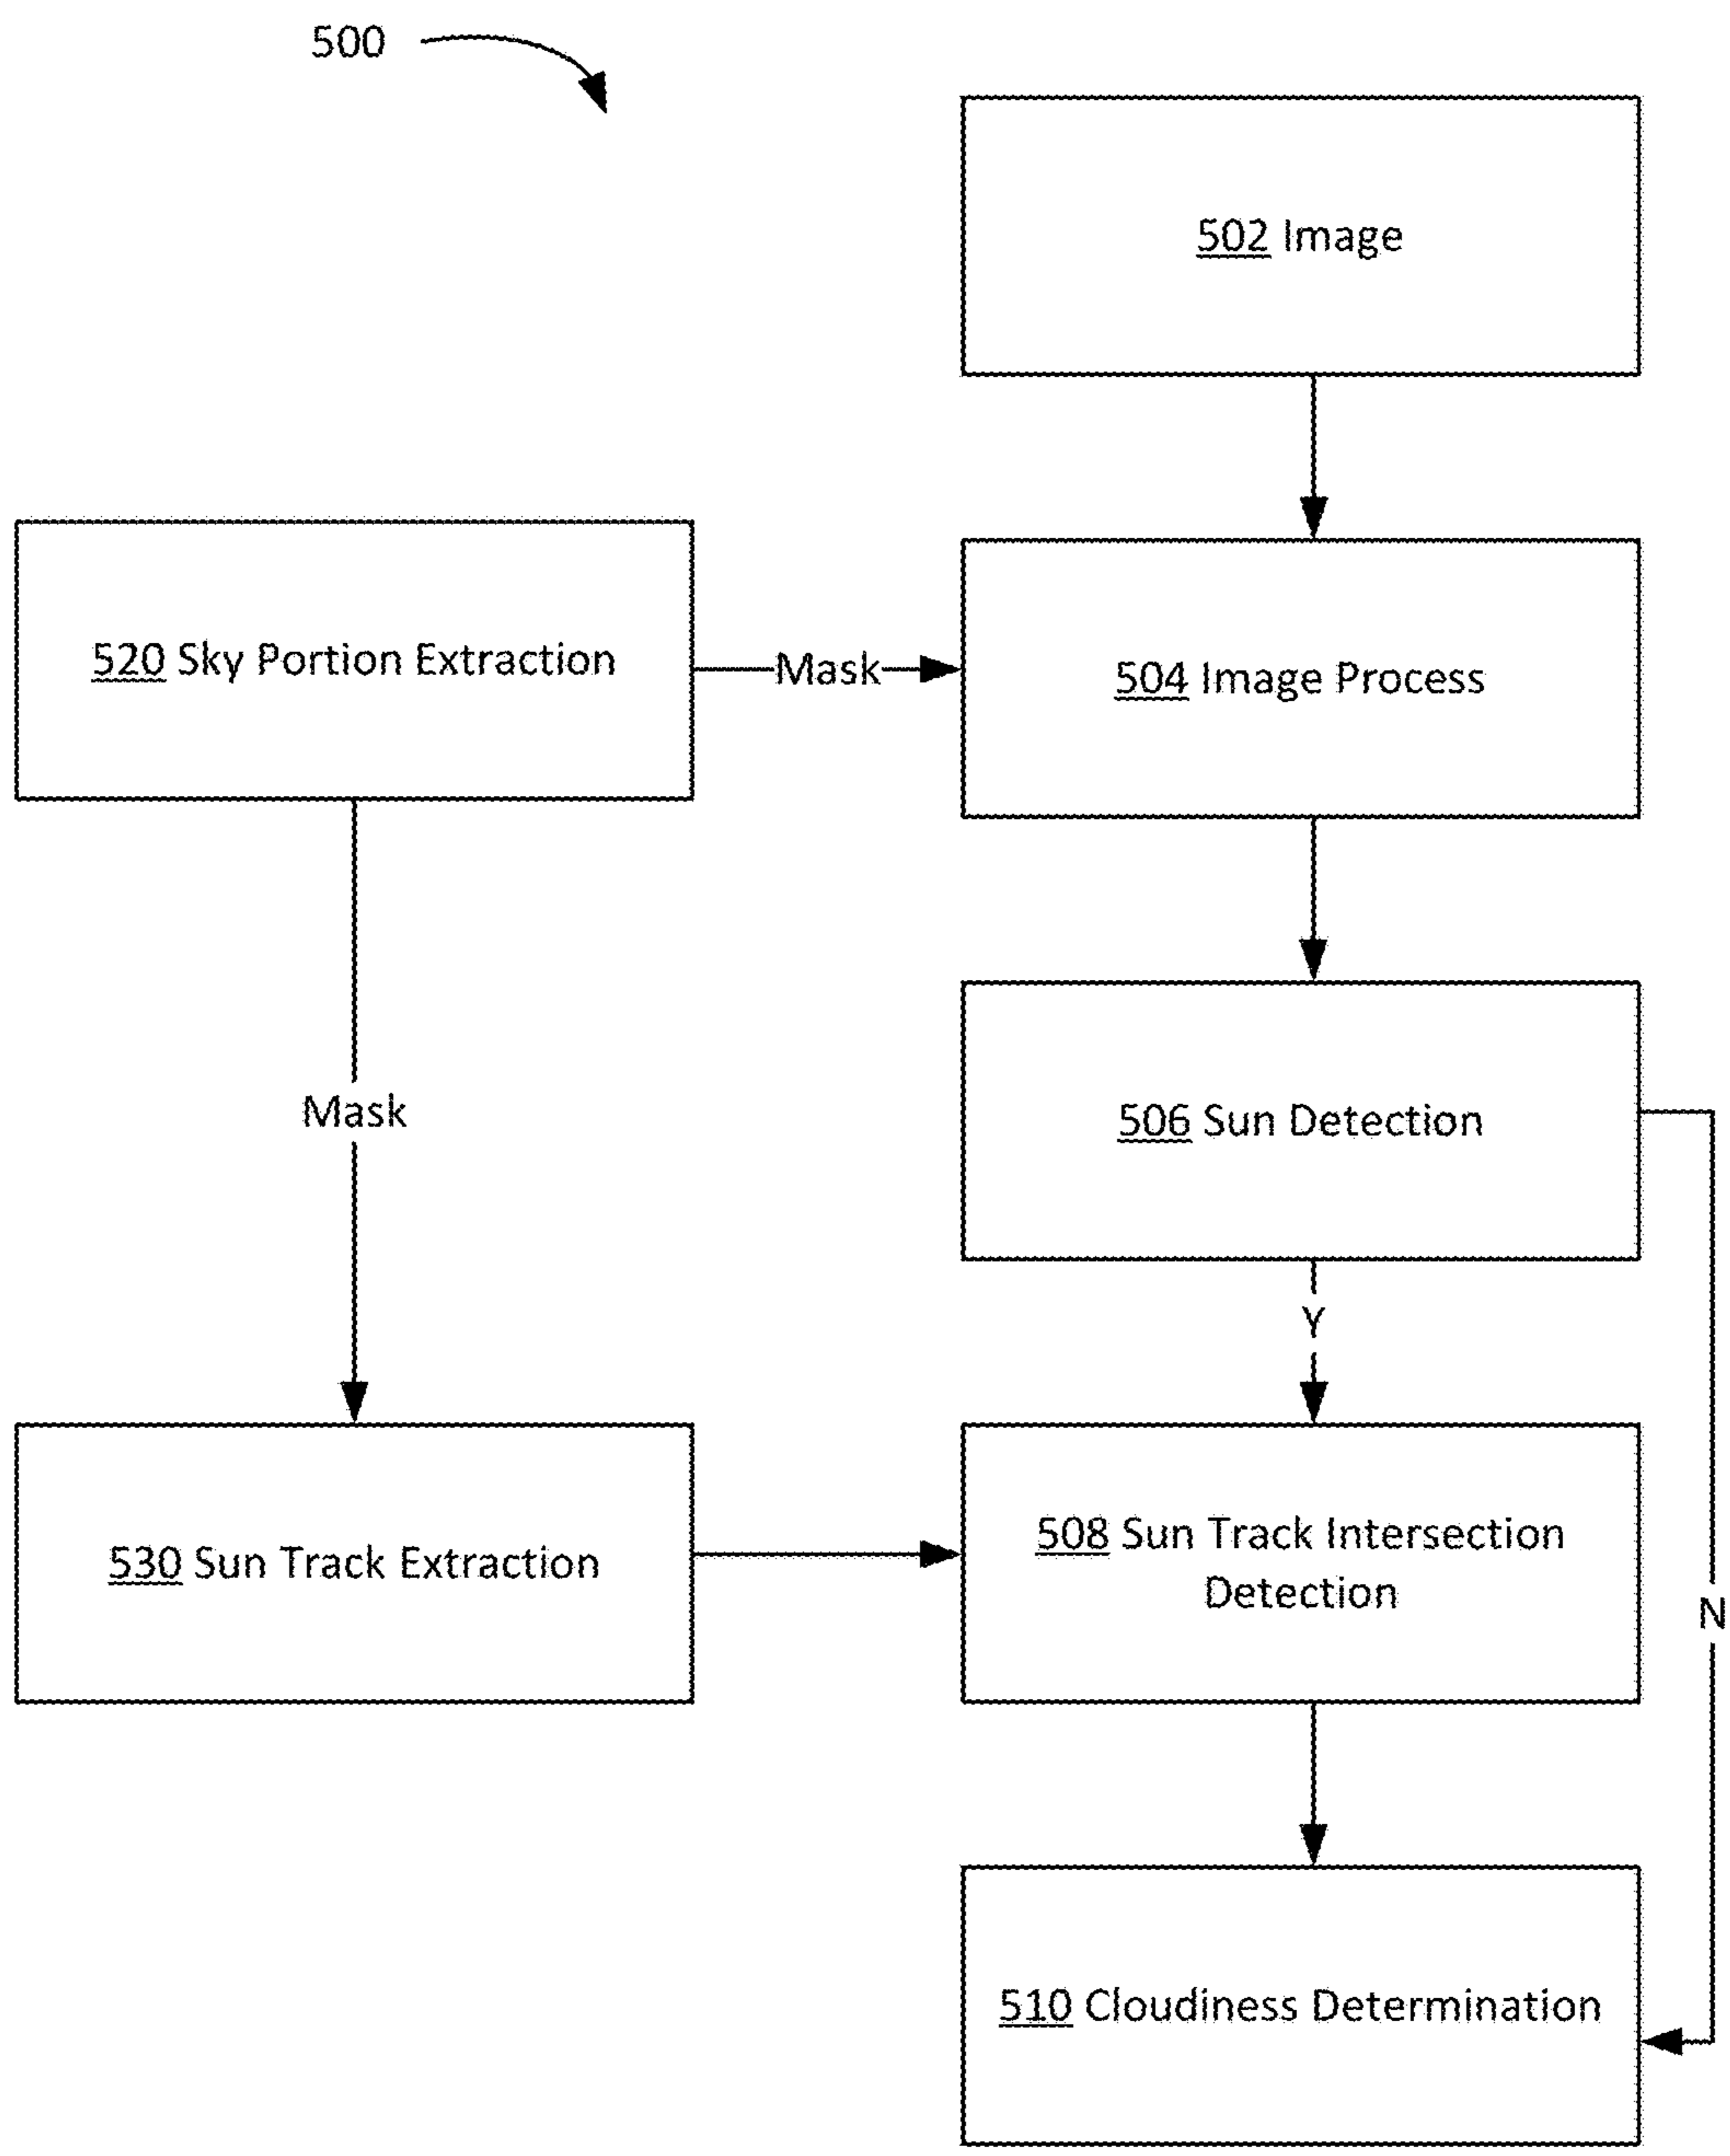 500
502 Image
520 Sky Portion Extraction
Mask
504 Image Process
Mask
506 Sun Detection
Y
530 Sun Track Extraction
508 Sun Track Intersection
Detection
N
510 Cloudiness Determination